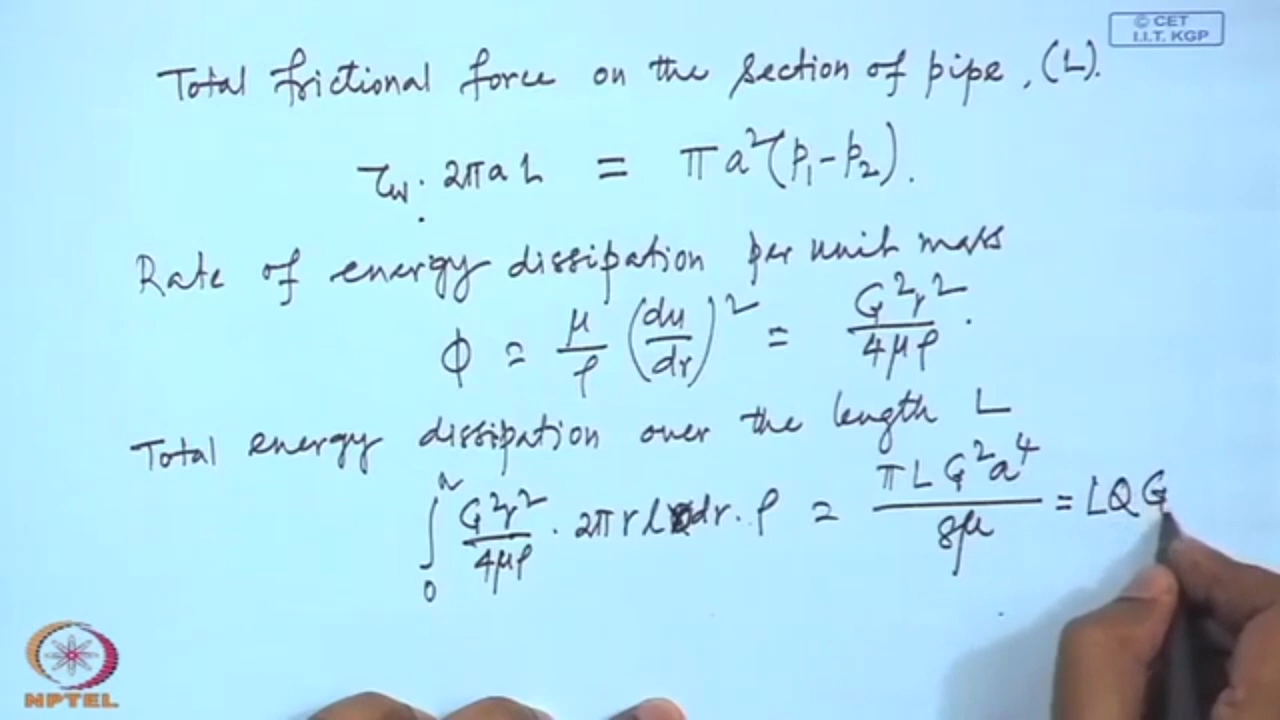 © CET
I.I.T. KGP
Total frictional force on the section of pipe, (L).
τw. 2πaL = πa²(p₁-p₂).
Rate of energy dissipation per unit mass
ϕ = μ/ρ (du/dr)² = G²r²/4μρ.
Total energy dissipation over the length L
∫₀ᵃ G²r²/4μρ · 2πrL dr. ρ = πLG²a⁴/8μ = LQG
NPTEL